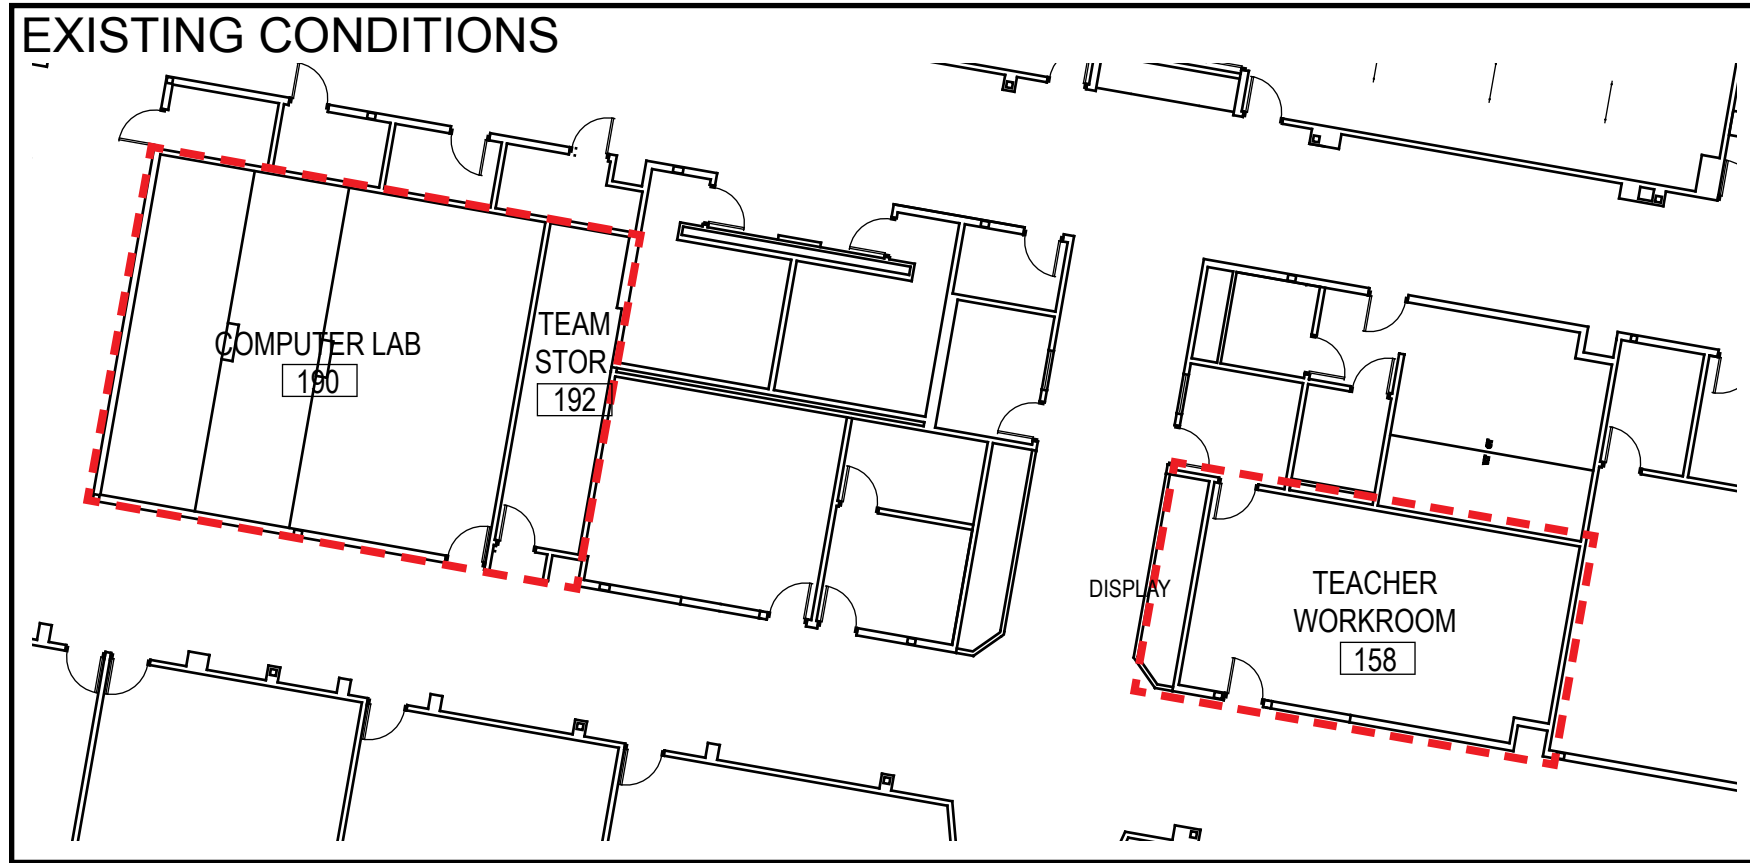 EXISTING CONDITIONS
COMPUTER LAB
190
TEAM
STOR
192
DISPLAY
TEACHER
WORKROOM
158